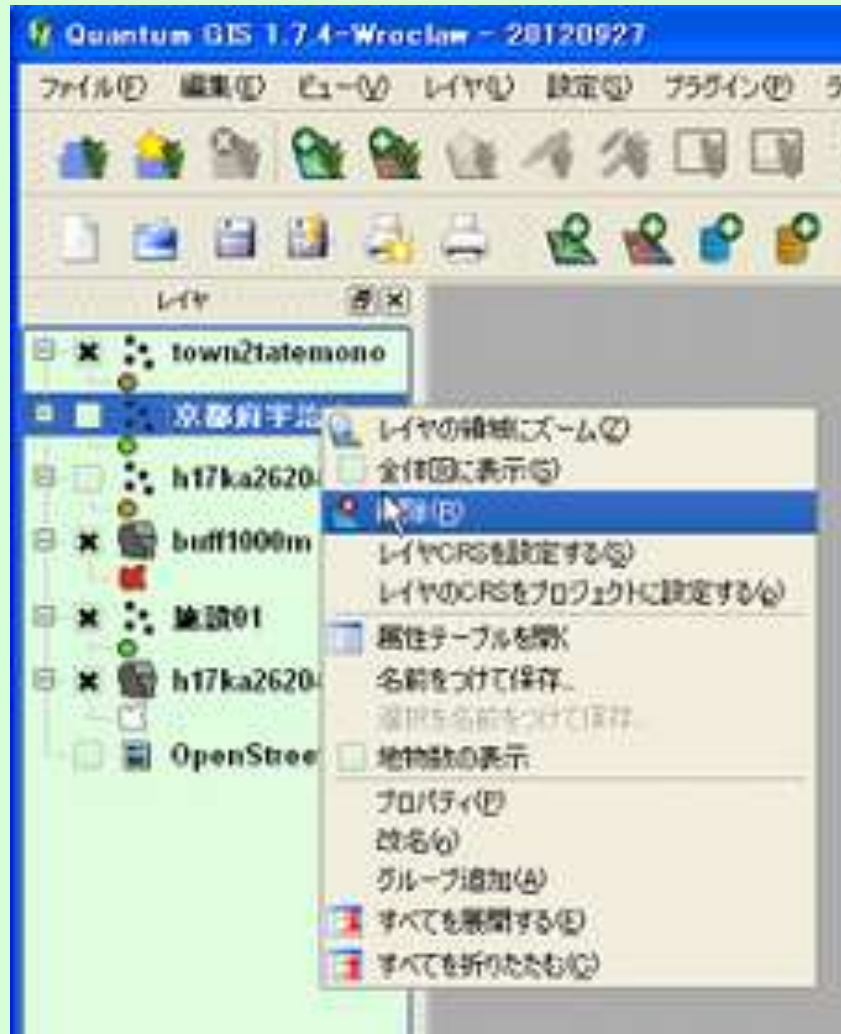 Quantum GIS 1.7.4-Wroclaw - 20120927
ファイル(F) 編集(E) ビュー(V) レイヤ(L) 設定(S) プラグイン(P) ラ
レイヤ
town2tatemono
京都府宇治
h17ka2620
buff1000m
施設01
h17ka2620
OpenStree
レイヤの領域にズーム(Z)
全体図に表示(S)
削除(R)
レイヤCRSを設定する(S)
レイヤのCRSをプロジェクトに設定する(p)
属性テーブルを開く
名前をつけて保存...
選択を名前をつけて保存...
地物数の表示
プロパティ(P)
改名(n)
グループ追加(A)
すべてを展開する(E)
すべてを折りたたむ(C)